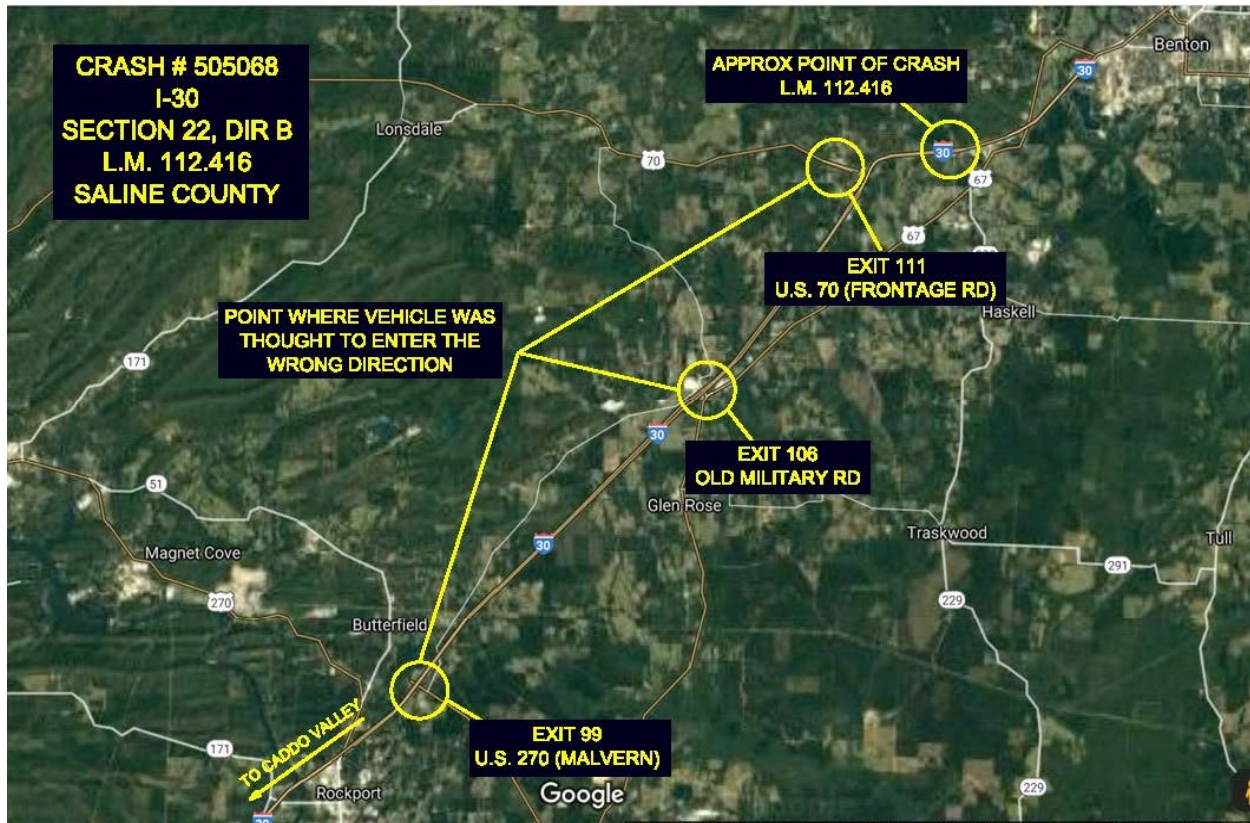 CRASH # 505068
I-30
SECTION 22, DIR B
L.M. 112.416
SALINE COUNTY
APPROX POINT OF CRASH
L.M. 112.416
Benton
30
Lonsdale
70
30
67
67
EXIT 111
U.S. 70 (FRONTAGE RD)
Haskell
POINT WHERE VEHICLE WAS
THOUGHT TO ENTER THE
WRONG DIRECTION
171
30
EXIT 106
OLD MILITARY RD
51
Glen Rose
Traskwood
Tull
Magnet Cove
30
291
270
229
Butterfield
EXIT 99
U.S. 270 (MALVERN)
171
TO CADDO VALLEY
Rockport
Google
229
30